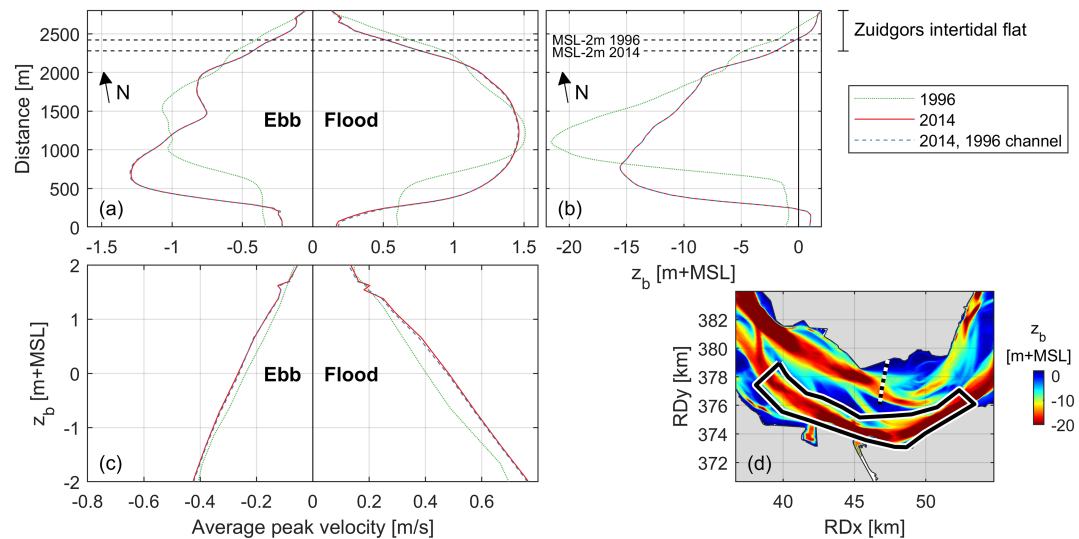 2500
2000
1500
1000
500
0
Distance [m]
N
Ebb
Flood
(a)
-1.5
-1
-0.5
0
0.5
1
1.5
MSL-2m 1996
MSL-2m 2014
N
(b)
-20
-15
-10
-5
0
z_b [m+MSL]
Zuidgors intertidal flat
1996
2014
2014, 1996 channel
2
1
0
-1
-2
z_b [m+MSL]
Ebb
Flood
(c)
-0.8
-0.6
-0.4
-0.2
0
0.2
0.4
0.6
Average peak velocity [m/s]
382
380
378
376
374
372
RDy [km]
(d)
40
45
50
RDx [km]
z_b
[m+MSL]
0
-10
-20